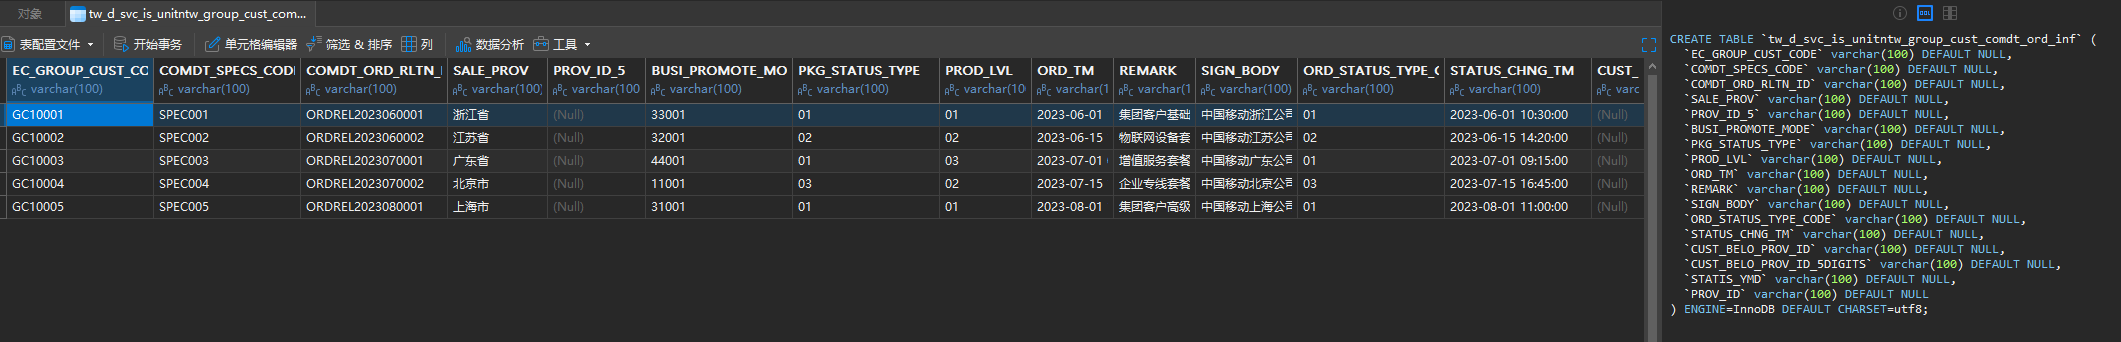 对象
tw_d_svc_is_unitntw_group_cust_com...
表配置文件 开始事务 单元格编辑器 筛选 & 排序 列 数据分析 工具
EC_GROUP_CUST_CO COMDT_SPECS_CODI COMDT_ORD_RLTN_ SALE_PROV PROV_ID_5 BUSI_PROMOTE_MO PKG_STATUS_TYPE PROD_LVL ORD_TM REMARK SIGN_BODY ORD_STATUS_TYPE_C STATUS_CHNG_TM CUST_
varchar(100) varchar(100) varchar(100) varchar(100) varchar(100) varchar(100) varchar(100) varchar(10 varchar(1 varchar(1 varchar(100) varchar(100) varchar(100) varc
GC10001 SPEC001 ORDREL2023060001 浙江省 (Null) 33001 01 01 2023-06-01 集团客户基础 中国移动浙江公司 01 2023-06-01 10:30:00 (Null)
GC10002 SPEC002 ORDREL2023060002 江苏省 (Null) 32001 02 02 2023-06-15 物联网设备套 中国移动江苏公司 02 2023-06-15 14:20:00 (Null)
GC10003 SPEC003 ORDREL2023070001 广东省 (Null) 44001 01 03 2023-07-01 增值服务套餐 中国移动广东公司 01 2023-07-01 09:15:00 (Null)
GC10004 SPEC004 ORDREL2023070002 北京市 (Null) 11001 03 02 2023-07-15 企业专线套餐 中国移动北京公司 03 2023-07-15 16:45:00 (Null)
GC10005 SPEC005 ORDREL2023080001 上海市 (Null) 31001 01 01 2023-08-01 集团客户高级 中国移动上海公司 01 2023-08-01 11:00:00 (Null)
CREATE TABLE `tw_d_svc_is_unitntw_group_cust_comdt_ord_inf` (
`EC_GROUP_CUST_CODE` varchar(100) DEFAULT NULL,
`COMDT_SPECS_CODE` varchar(100) DEFAULT NULL,
`COMDT_ORD_RLTN_ID` varchar(100) DEFAULT NULL,
`SALE_PROV` varchar(100) DEFAULT NULL,
`PROV_ID_5` varchar(100) DEFAULT NULL,
`BUSI_PROMOTE_MODE` varchar(100) DEFAULT NULL,
`PKG_STATUS_TYPE` varchar(100) DEFAULT NULL,
`PROD_LVL` varchar(100) DEFAULT NULL,
`ORD_TM` varchar(100) DEFAULT NULL,
`REMARK` varchar(100) DEFAULT NULL,
`SIGN_BODY` varchar(100) DEFAULT NULL,
`ORD_STATUS_TYPE_CODE` varchar(100) DEFAULT NULL,
`STATUS_CHNG_TM` varchar(100) DEFAULT NULL,
`CUST_BELO_PROV_ID` varchar(100) DEFAULT NULL,
`CUST_BELO_PROV_ID_5DIGITS` varchar(100) DEFAULT NULL,
`STATIS_YMD` varchar(100) DEFAULT NULL,
`PROV_ID` varchar(100) DEFAULT NULL
) ENGINE=InnoDB DEFAULT CHARSET=utf8;